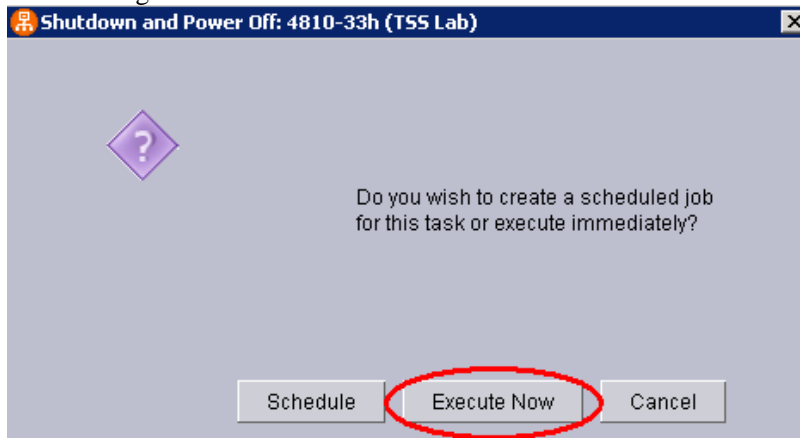 Shutdown and Power Off: 4810-33h (TSS Lab)
?
Do you wish to create a scheduled job
for this task or execute immediately?
Schedule Execute Now Cancel